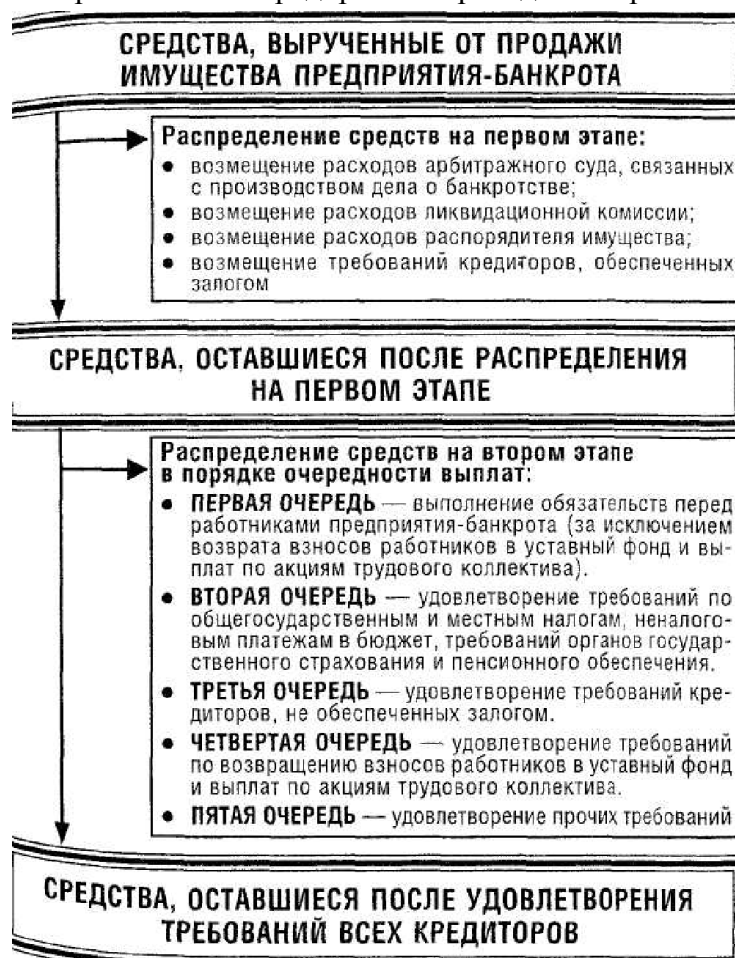 СРЕДСТВА, ВЫРУЧЕННЫЕ ОТ ПРОДАЖИ
ИМУЩЕСТВА ПРЕДПРИЯТИЯ-БАНКРОТА
Распределение средств на первом этапе:
● возмещение расходов арбитражного суда, связанных
с производством дела о банкротстве;
● возмещение расходов ликвидационной комиссии;
● возмещение расходов распорядителя имущества;
● возмещение требований кредиторов, обеспеченных
залогом
СРЕДСТВА, ОСТАВШИЕСЯ ПОСЛЕ РАСПРЕДЕЛЕНИЯ
НА ПЕРВОМ ЭТАПЕ
Распределение средств на втором этапе
в порядке очередности выплат:
● ПЕРВАЯ ОЧЕРЕДЬ — выполнение обязательств перед
работниками предприятия-банкрота (за исключением
возврата взносов работников в уставный фонд и вы-
плат по акциям трудового коллектива).
● ВТОРАЯ ОЧЕРЕДЬ — удовлетворение требований по
общегосударственным и местным налогам, неналого-
вым платежам в бюджет, требований органов государ-
ственного страхования и пенсионного обеспечения.
● ТРЕТЬЯ ОЧЕРЕДЬ — удовлетворение требований кре-
диторов, не обеспеченных залогом.
● ЧЕТВЕРТАЯ ОЧЕРЕДЬ — удовлетворение требований
по возвращению взносов работников в уставный фонд
и выплат по акциям трудового коллектива.
● ПЯТАЯ ОЧЕРЕДЬ — удовлетворение прочих требований
СРЕДСТВА, ОСТАВШИЕСЯ ПОСЛЕ УДОВЛЕТВОРЕНИЯ
ТРЕБОВАНИЙ ВСЕХ КРЕДИТОРОВ